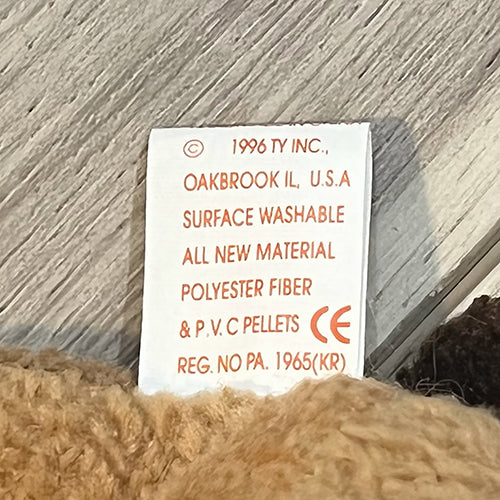 © 1996 TY INC.,
OAKBROOK IL, U.S.A
SURFACE WASHABLE
ALL NEW MATERIAL
POLYESTER FIBER
& P.V.C PELLETS CE
REG. NO PA. 1965(KR)